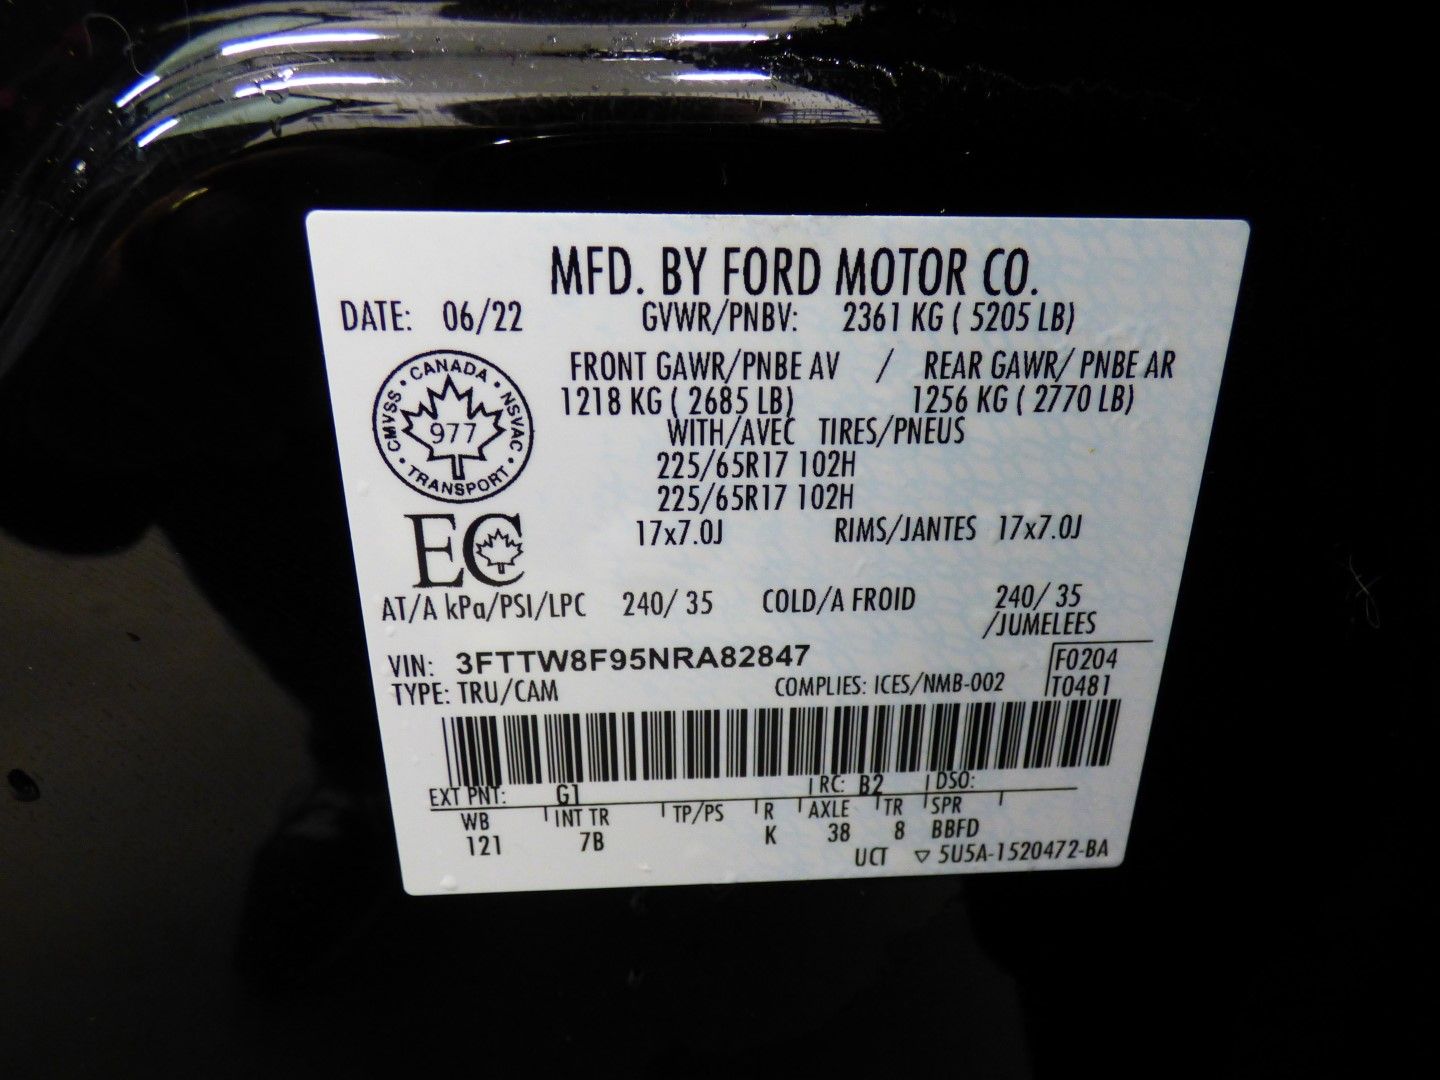 MFD. BY FORD MOTOR CO.
DATE: 06/22 GVWR/PNBV: 2361 KG ( 5205 LB)
FRONT GAWR/PNBE AV / REAR GAWR/ PNBE AR
1218 KG ( 2685 LB) 1256 KG ( 2770 LB)
WITH/AVEC TIRES/PNEUS
225/65R17 102H
225/65R17 102H
17x7.0J RIMS/JANTES 17x7.0J
CANADA
CMVSS 977 NSVAC
TRANSPORT
EC
AT/A kPa/PSI/LPC 240/ 35 COLD/A FROID 240/ 35
/JUMELEES
VIN: 3FTTW8F95NRA82847 F0204
TYPE: TRU/CAM COMPLIES: ICES/NMB-002 T0481
EXT PNT: G1 RC: B2 DSO:
WB INT TR TP/PS R AXLE TR SPR
121 7B K 38 8 BBFD
UCT ▽ 5U5A-1520472-BA